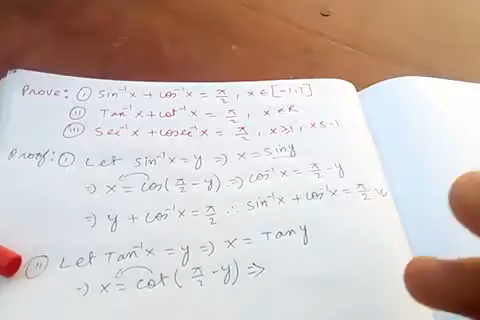 Prove: ⓘ sin⁻¹x + cos⁻¹x = π/2, x ∈ [-1,1]
ⓘⓘ Tan⁻¹x + cot⁻¹x = π/2, x ∈ R
ⓘⓘⓘ Sec⁻¹x + cosec⁻¹x = π/2, x≥1, x≤-1.
Proof: ⓘ Let sin⁻¹x = y ⇒ x = siny
⇒ x = cos(π/2 - y) ⇒ cos⁻¹x = π/2 - y
⇒ y + cos⁻¹x = π/2 ∴ sin⁻¹x + cos⁻¹x = π/2
ⓘⓘ Let Tan⁻¹x = y ⇒ x = Tany
⇒ x = cot(π/2 - y) ⇒